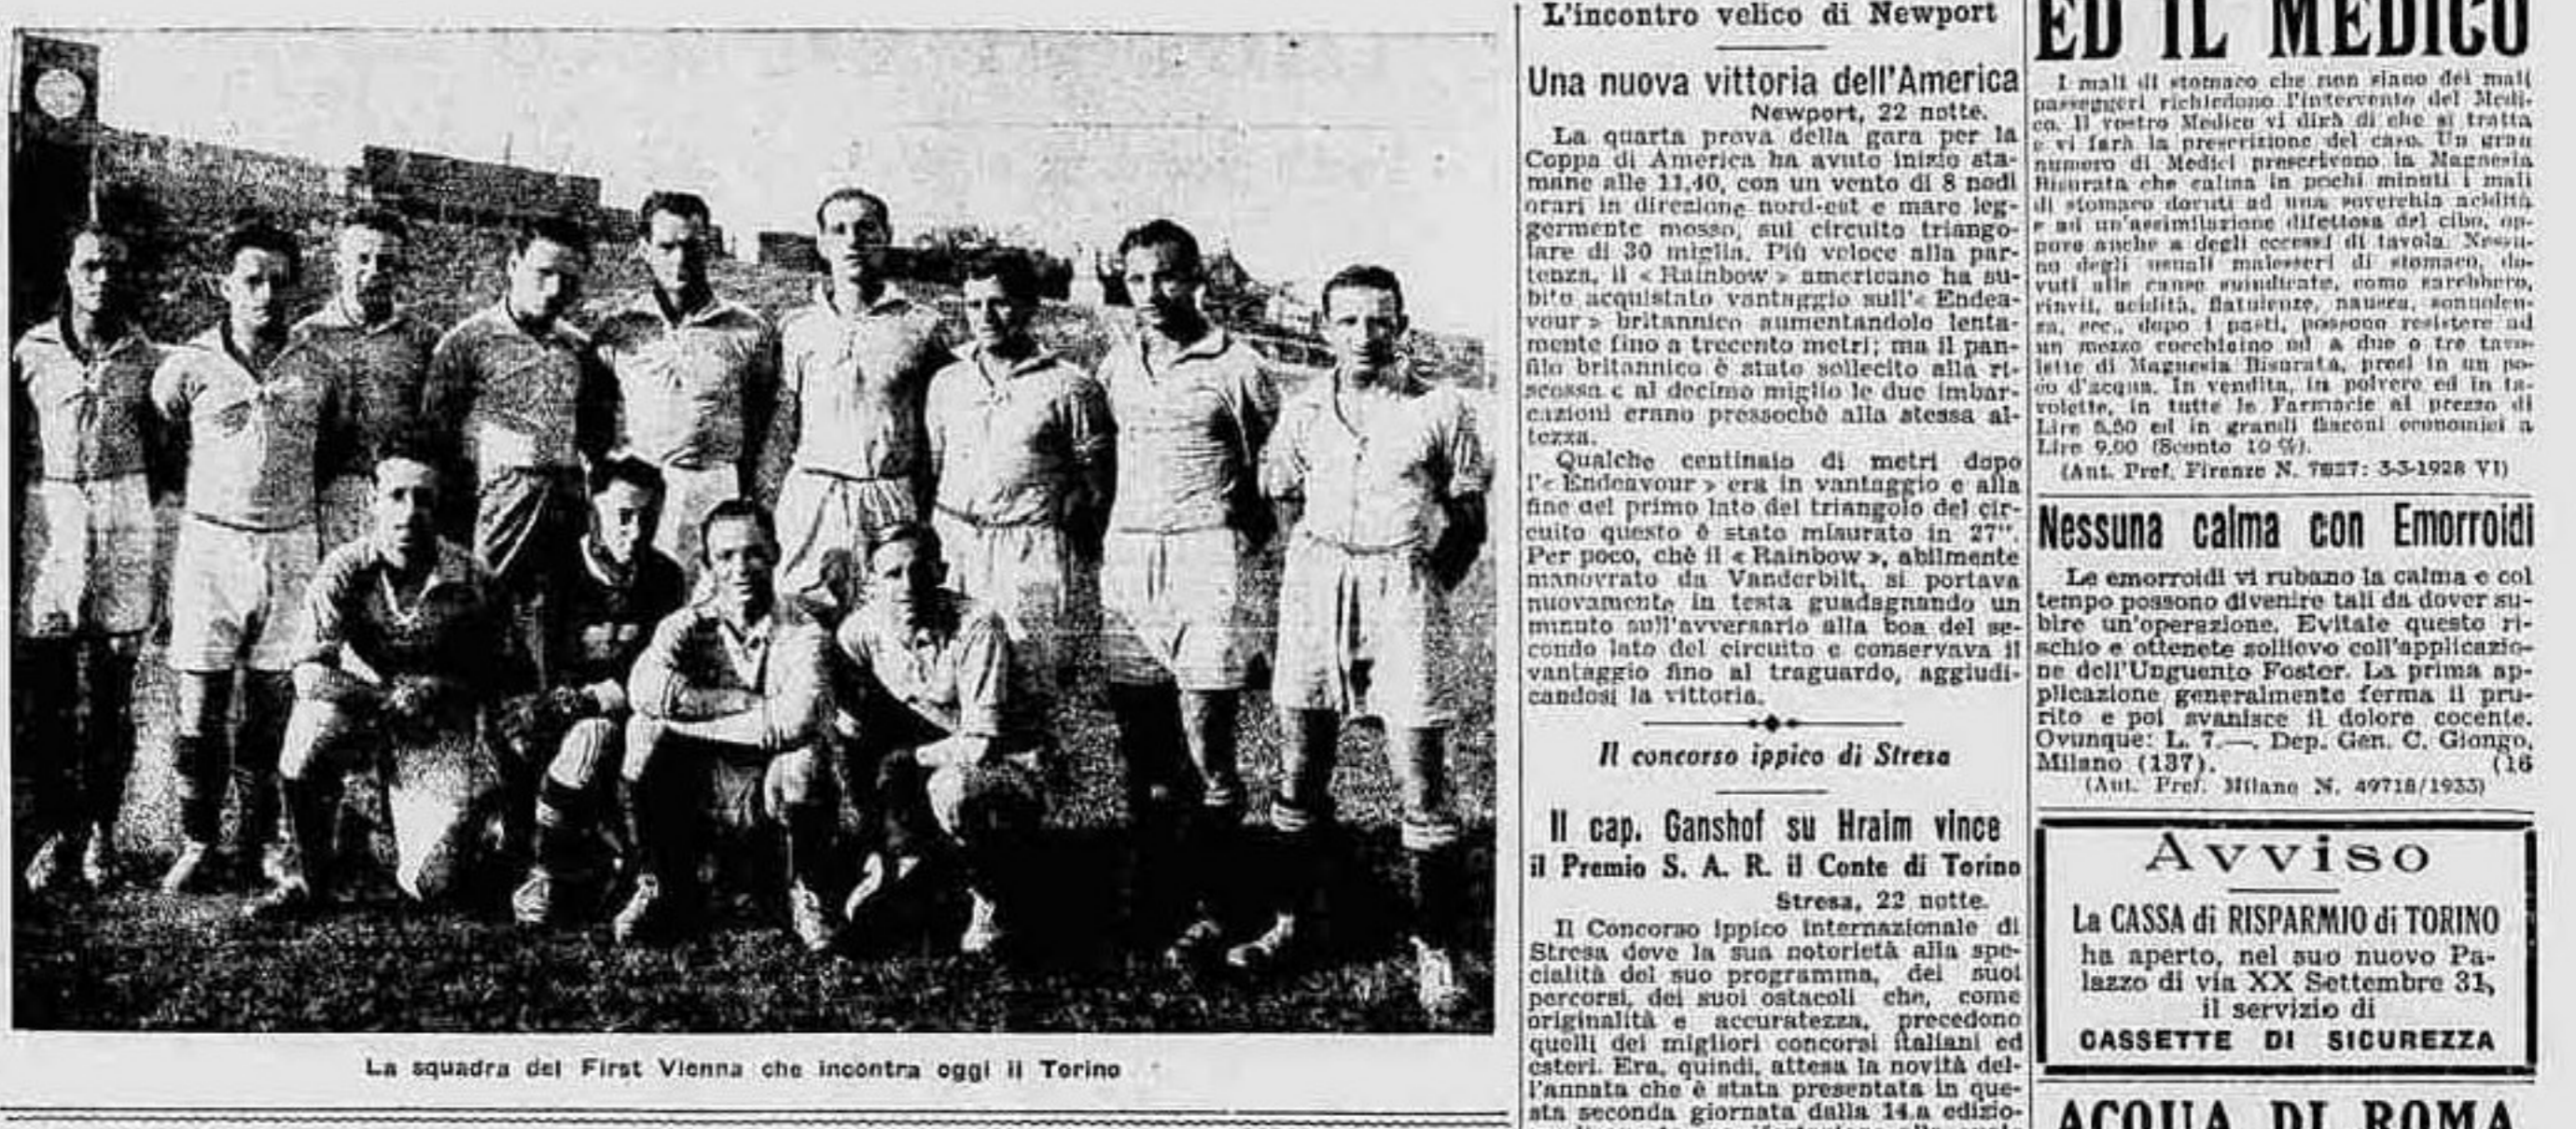 La squadra del First Vienna che incontra oggi il Torino
L'incontro velico di Newport
Una nuova vittoria dell'America
Newport, 22 notte.
La quarta prova della gara per la
Coppa di America ha avuto inizio sta-
mane alle 11,40, con un vento di 8 nodi
orari in direzione nord-est e mare leg-
germente mosso, sul circuito triango-
lare di 30 miglia. Più veloce alla par-
tenza, il « Rainbow » americano ha su-
bito acquistato vantaggio sull'« Endea-
vour » britannico aumentandolo lenta-
mente fino a trecento metri; ma il pan-
filo britannico è stato sollecito alla ri-
scossa e al decimo miglio le due imbar-
cazioni erano pressochè alla stessa al-
tezza.
Qualche centinaio di metri dopo
l'« Endeavour » era in vantaggio e alla
fine del primo lato del triangolo del cir-
cuito questo è stato misurato in 27".
Per poco, chè il « Rainbow », abilmente
manovrato da Vanderbilt, si portava
nuovamente in testa guadagnando un
minuto sull'avversario alla boa del se-
condo lato del circuito e conservava il
vantaggio fino al traguardo, aggiudi-
candosi la vittoria.
Il concorso ippico di Stresa
Il cap. Ganshof su Hraim vince
il Premio S. A. R. il Conte di Torino
Stresa, 22 notte.
Il Concorso ippico internazionale di
Stresa deve la sua notorietà alla spe-
cialità del suo programma, dei suoi
percorsi, dei suoi ostacoli che, come
originalità e accuratezza, precedono
quelli dei migliori concorsi italiani ed
esteri. Era, quindi, attesa la novità del-
l'annata che è stata presentata in que-
sta seconda giornata dalla 14.a edizio-
ED IL MEDICO
I mali di stomaco che non siano dei mali
passeggeri richiedono l'intervento del Medi-
co. Il vostro Medico vi dirà di che si tratta
e vi farà la prescrizione del caso. Un gran
numero di Medici prescrivono la Magnesia
Bisurata che calma in pochi minuti i mali
di stomaco dovuti ad una soverchia acidità
e ad un'assimilazione difettosa del cibo, op-
pure anche a degli eccessi di tavola. Nessu-
no degli usuali malesseri di stomaco, do-
vuti alle cause suindicate, come sarebbero,
rinvii, acidità, flatulenze, nausea, sonnolen-
za, ecc., dopo i pasti, possono resistere ad
un mezzo cucchiaino od a due o tre tavo-
lette di Magnesia Bisurata, presi in un po-
co d'acqua. In vendita, in polvere ed in ta-
volette, in tutte le Farmacie al prezzo di
Lire 5,50 ed in grandi flaconi economici a
Lire 9,00 (Sconto 10 %).
(Aut. Pref. Firenze N. 7827: 3-3-1928 VI)
Nessuna calma con Emorroidi
Le emorroidi vi rubano la calma e col
tempo possono divenire tali da dover su-
bire un'operazione. Evitate questo ri-
schio e ottenete sollievo coll'applicazio-
ne dell'Unguento Foster. La prima ap-
plicazione generalmente ferma il pru-
rito e poi svanisce il dolore cocente.
Ovunque: L. 7.—. Dep. Gen. C. Giongo,
Milano (137). (16
(Aut. Pref. Milano N. 49718/1933)
Avviso
La CASSA di RISPARMIO di TORINO
ha aperto, nel suo nuovo Pa-
lazzo di via XX Settembre 31,
il servizio di
CASSETTE DI SICUREZZA
ACQUA DI ROMA